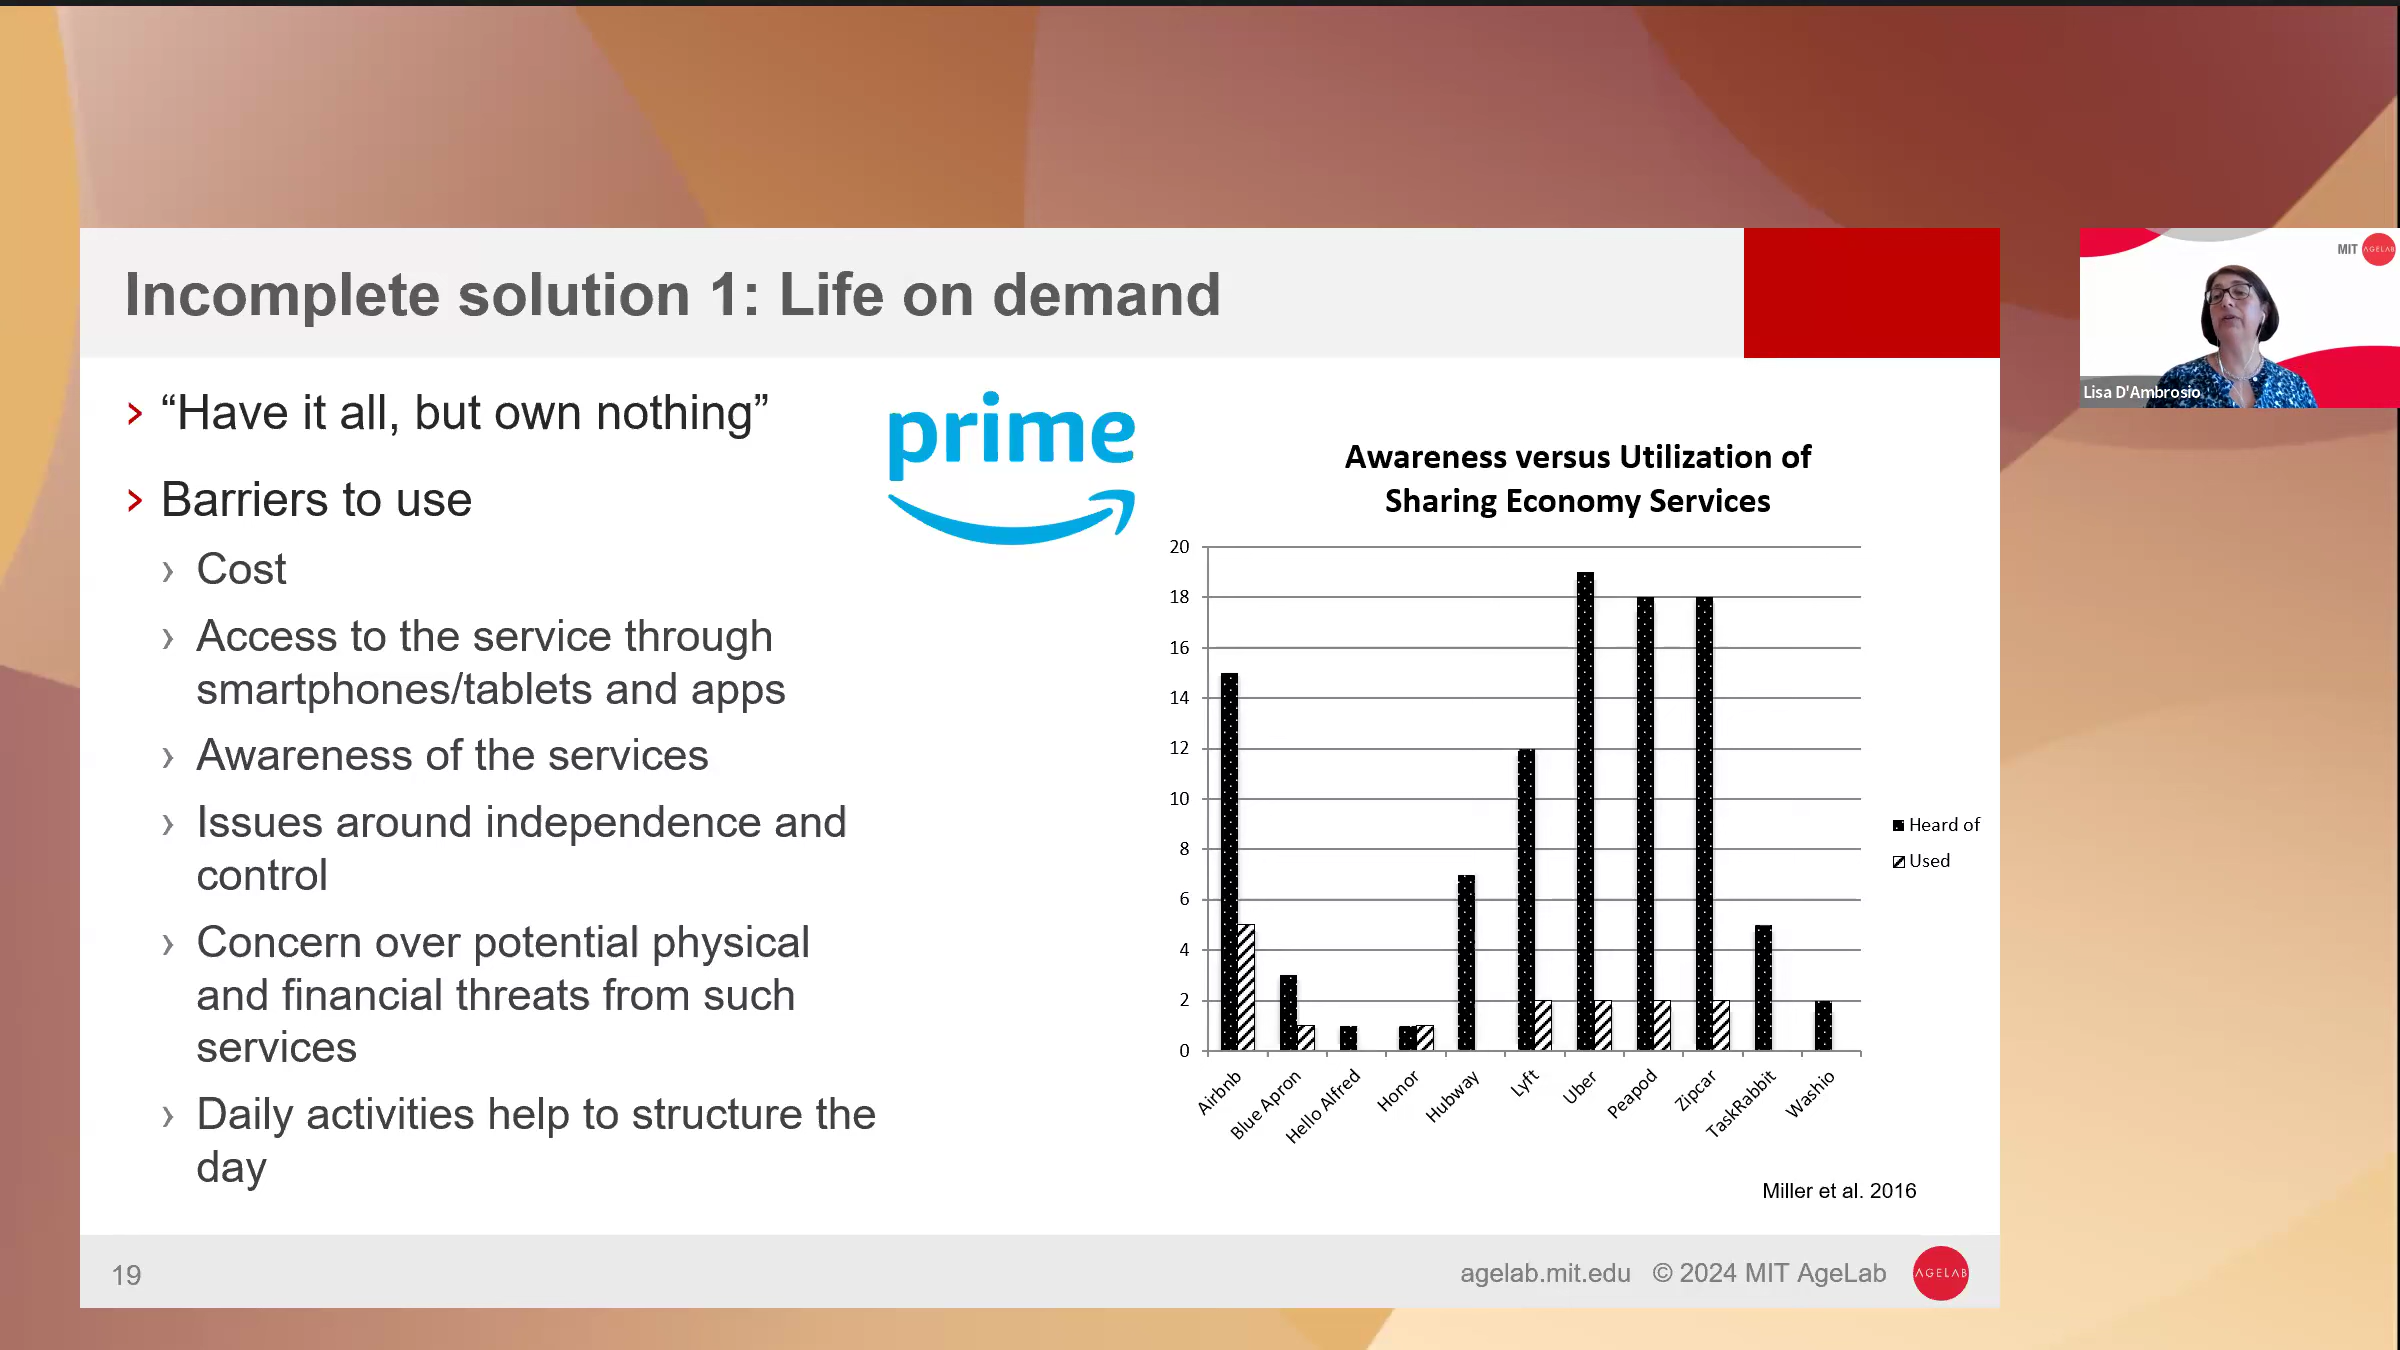 Incomplete solution 1: Life on demand
MIT AGELAB
Lisa D'Ambrosio
› “Have it all, but own nothing”
› Barriers to use
› Cost
› Access to the service through
smartphones/tablets and apps
› Awareness of the services
› Issues around independence and
control
› Concern over potential physical
and financial threats from such
services
› Daily activities help to structure the
day
prime
Awareness versus Utilization of
Sharing Economy Services
20
18
16
14
12
10
8
6
4
2
0
Airbnb
Blue Apron
Hello Alfred
Honor
Hubway
Lyft
Uber
Peapod
Zipcar
TaskRabbit
Washio
Heard of
Used
Miller et al. 2016
19
agelab.mit.edu © 2024 MIT AgeLab
AGELAB